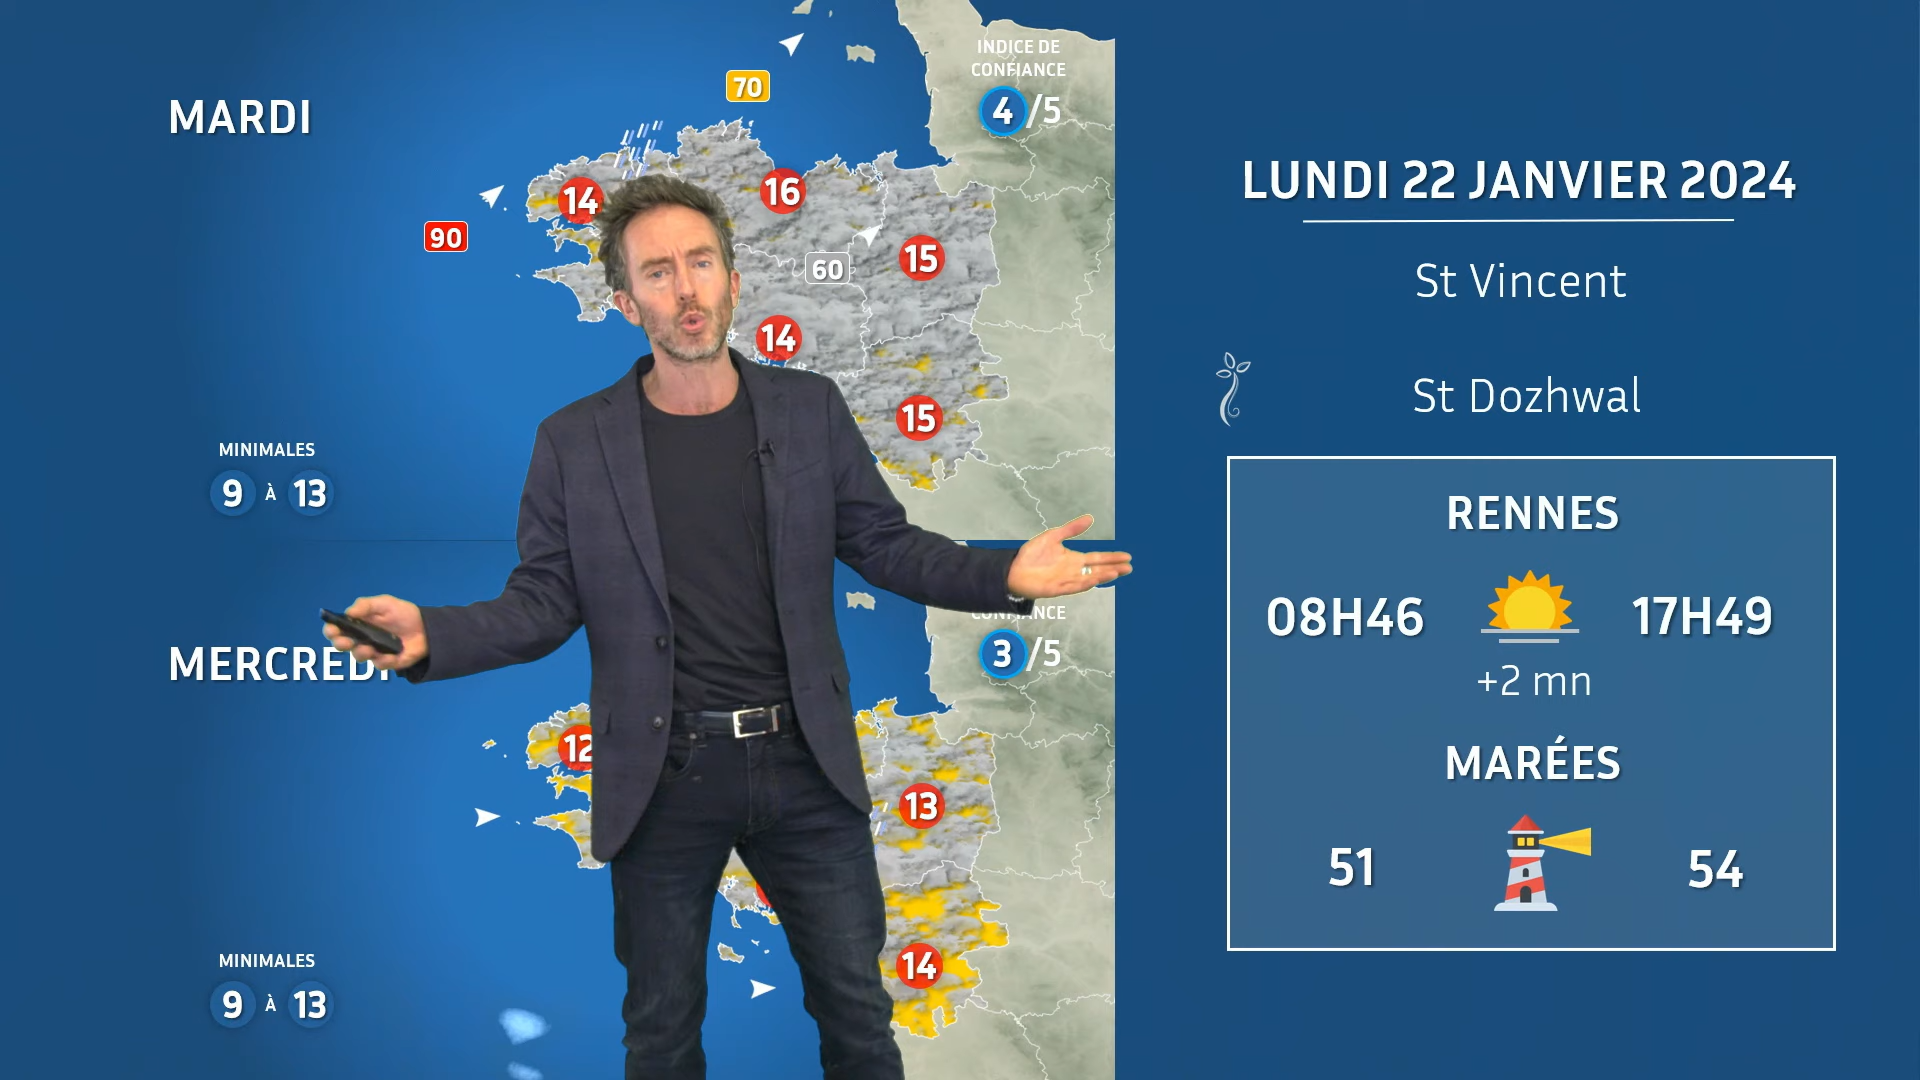 MARDI
70
90
14
16
60
15
14
15
INDICE DE
CONFIANCE
4/5
MINIMALES
9 À 13
MERCREDI
12
13
14
CONFIANCE
3/5
MINIMALES
9 À 13
LUNDI 22 JANVIER 2024
St Vincent
St Dozhwal
RENNES
08H46 17H49
+2 mn
MARÉES
51 54